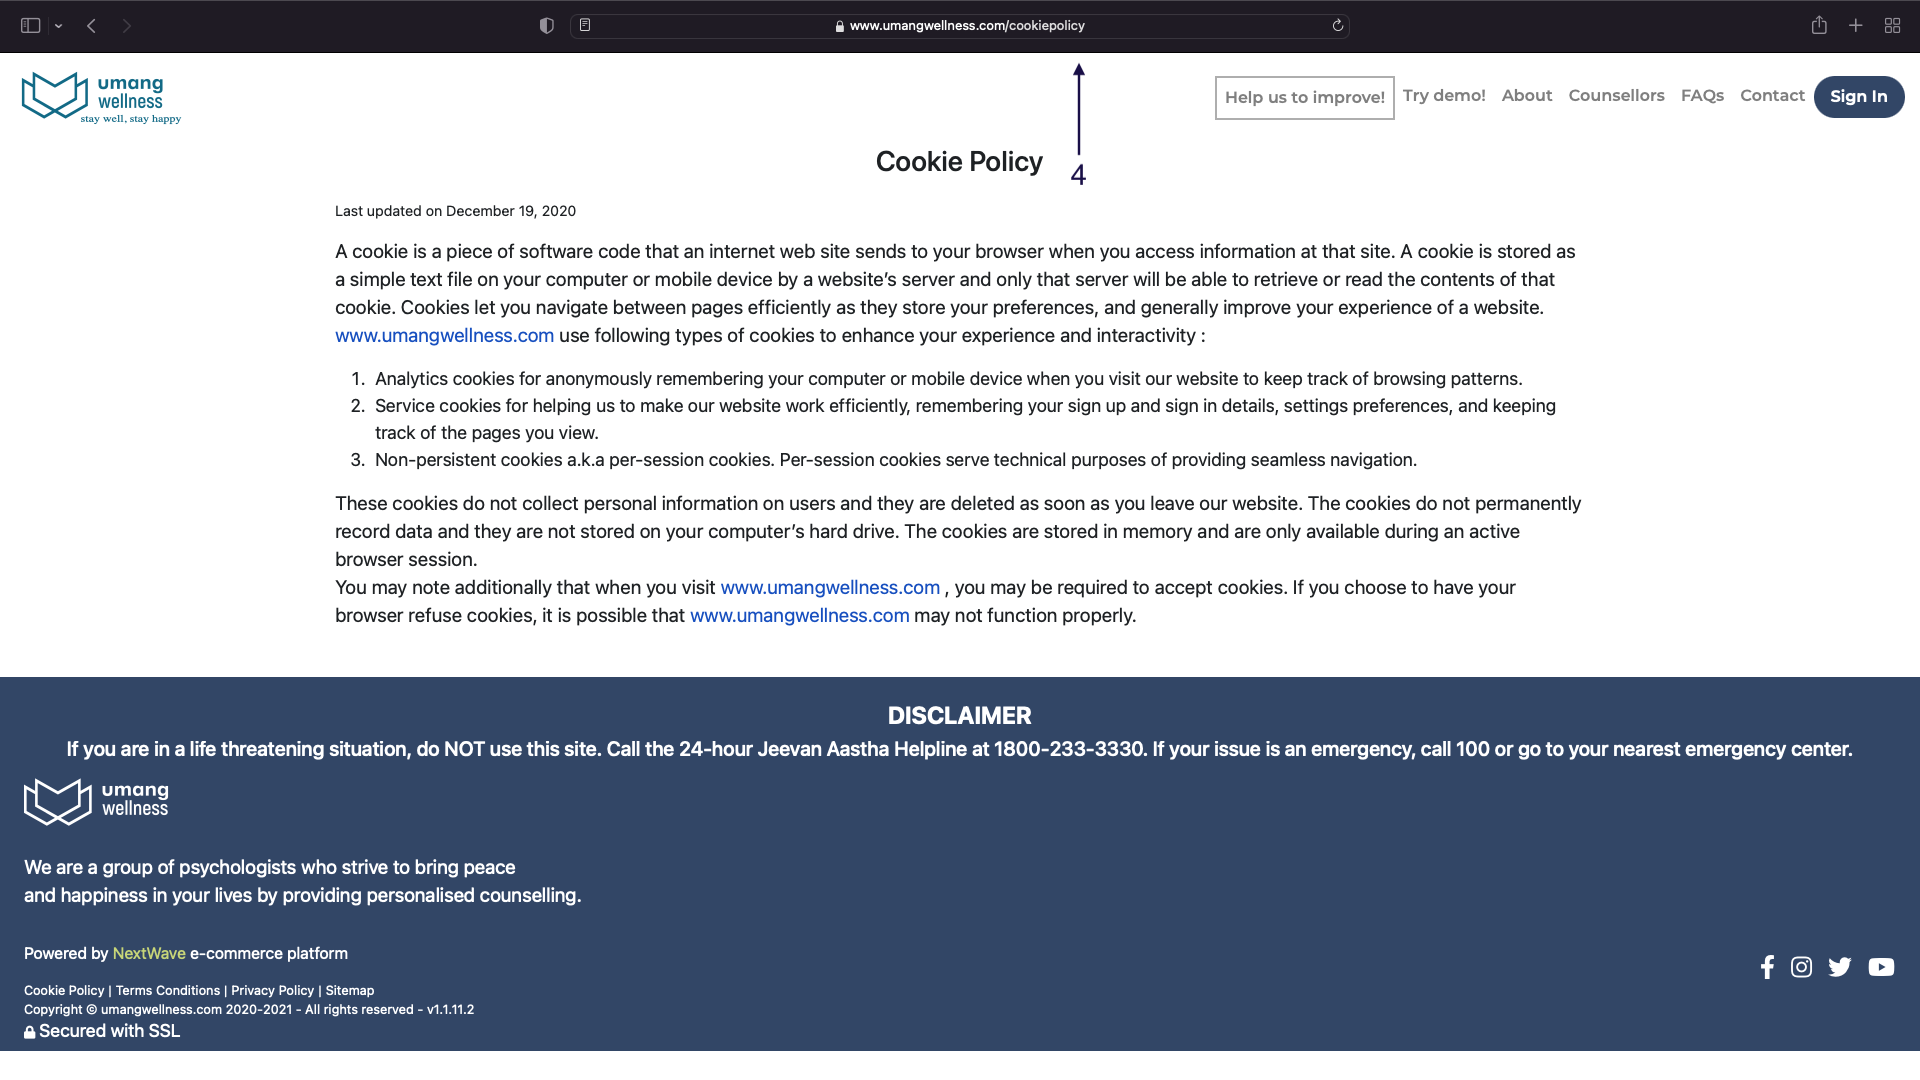 www.umangwellness.com/cookiepolicy
umang
wellness
stay well, stay happy
Help us to improve!
Try demo!
About
Counsellors
FAQs
Contact
Sign In
Cookie Policy
4
Last updated on December 19, 2020
A cookie is a piece of software code that an internet web site sends to your browser when you access information at that site. A cookie is stored as
a simple text file on your computer or mobile device by a website’s server and only that server will be able to retrieve or read the contents of that
cookie. Cookies let you navigate between pages efficiently as they store your preferences, and generally improve your experience of a website.
www.umangwellness.com use following types of cookies to enhance your experience and interactivity :
1. Analytics cookies for anonymously remembering your computer or mobile device when you visit our website to keep track of browsing patterns.
2. Service cookies for helping us to make our website work efficiently, remembering your sign up and sign in details, settings preferences, and keeping
track of the pages you view.
3. Non-persistent cookies a.k.a per-session cookies. Per-session cookies serve technical purposes of providing seamless navigation.
These cookies do not collect personal information on users and they are deleted as soon as you leave our website. The cookies do not permanently
record data and they are not stored on your computer’s hard drive. The cookies are stored in memory and are only available during an active
browser session.
You may note additionally that when you visit www.umangwellness.com , you may be required to accept cookies. If you choose to have your
browser refuse cookies, it is possible that www.umangwellness.com may not function properly.
DISCLAIMER
If you are in a life threatening situation, do NOT use this site. Call the 24-hour Jeevan Aastha Helpline at 1800-233-3330. If your issue is an emergency, call 100 or go to your nearest emergency center.
umang
wellness
We are a group of psychologists who strive to bring peace
and happiness in your lives by providing personalised counselling.
Powered by NextWave e-commerce platform
Cookie Policy | Terms Conditions | Privacy Policy | Sitemap
Copyright © umangwellness.com 2020-2021 - All rights reserved - v1.1.11.2
Secured with SSL